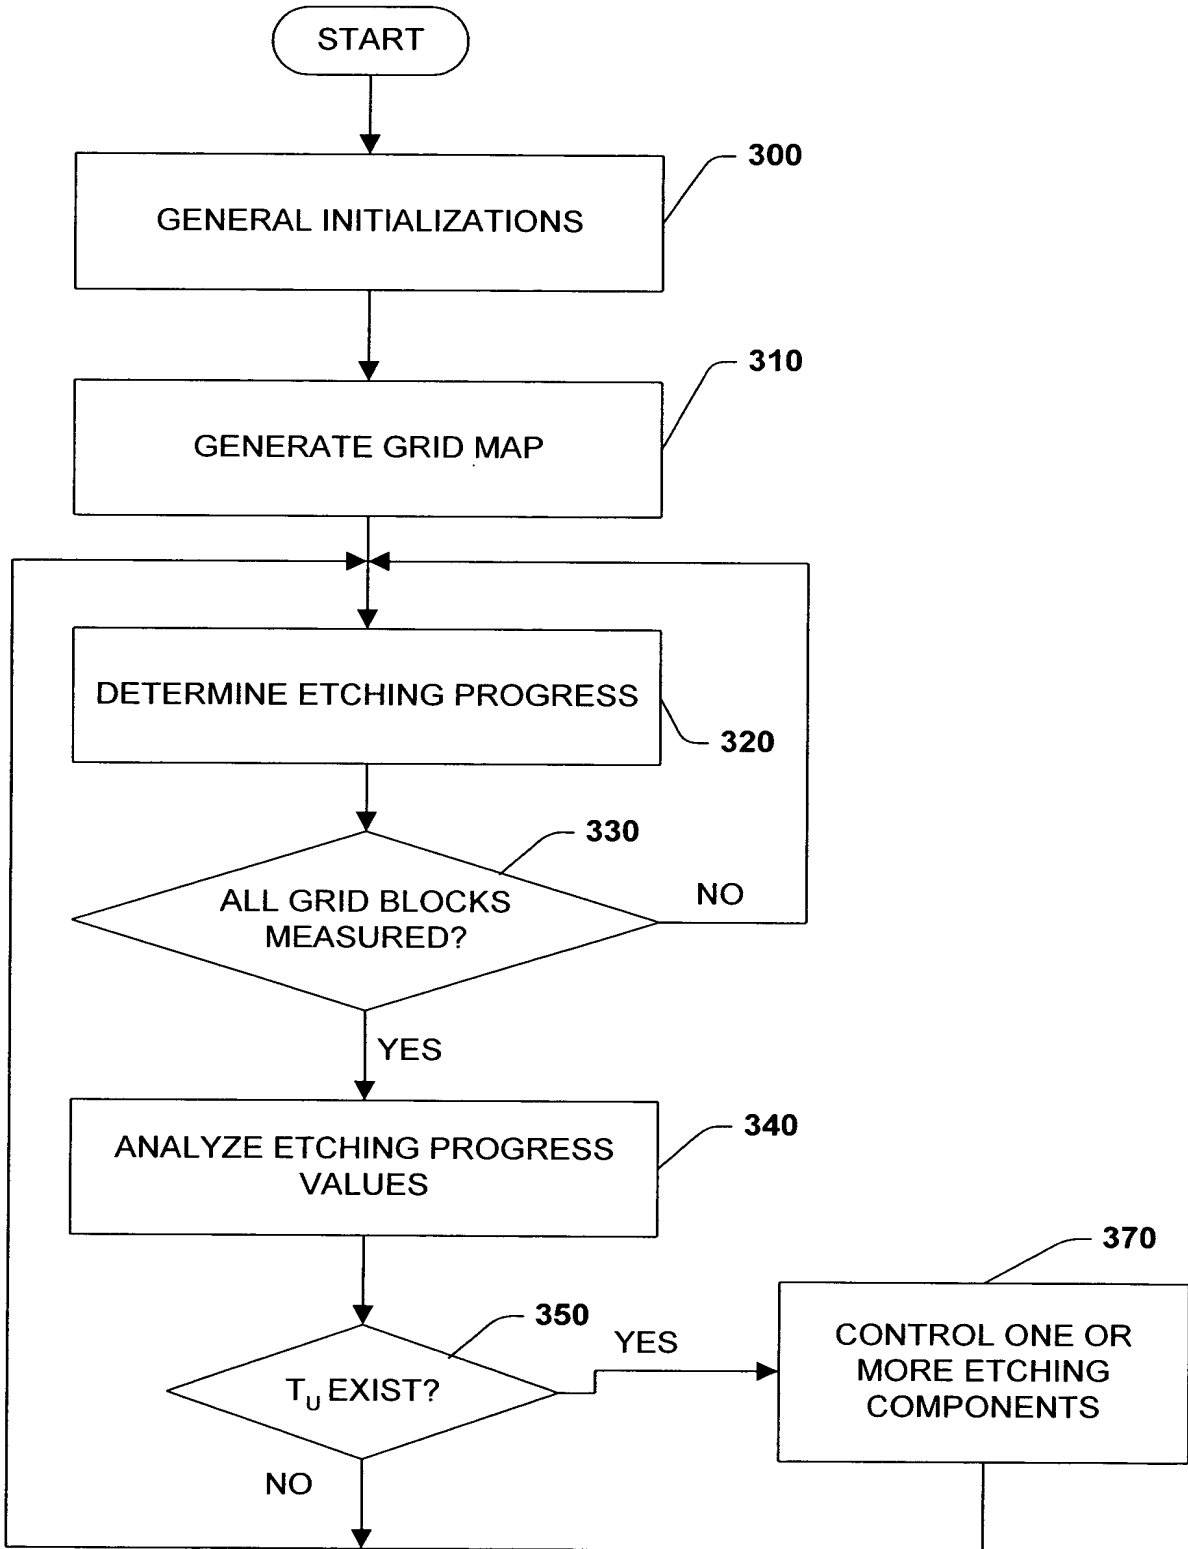 START
300
GENERAL INITIALIZATIONS
310
GENERATE GRID MAP
DETERMINE ETCHING PROGRESS
320
330
ALL GRID BLOCKS
MEASURED?
NO
YES
340
ANALYZE ETCHING PROGRESS
VALUES
350
T_U EXIST?
YES
NO
370
CONTROL ONE OR
MORE ETCHING
COMPONENTS